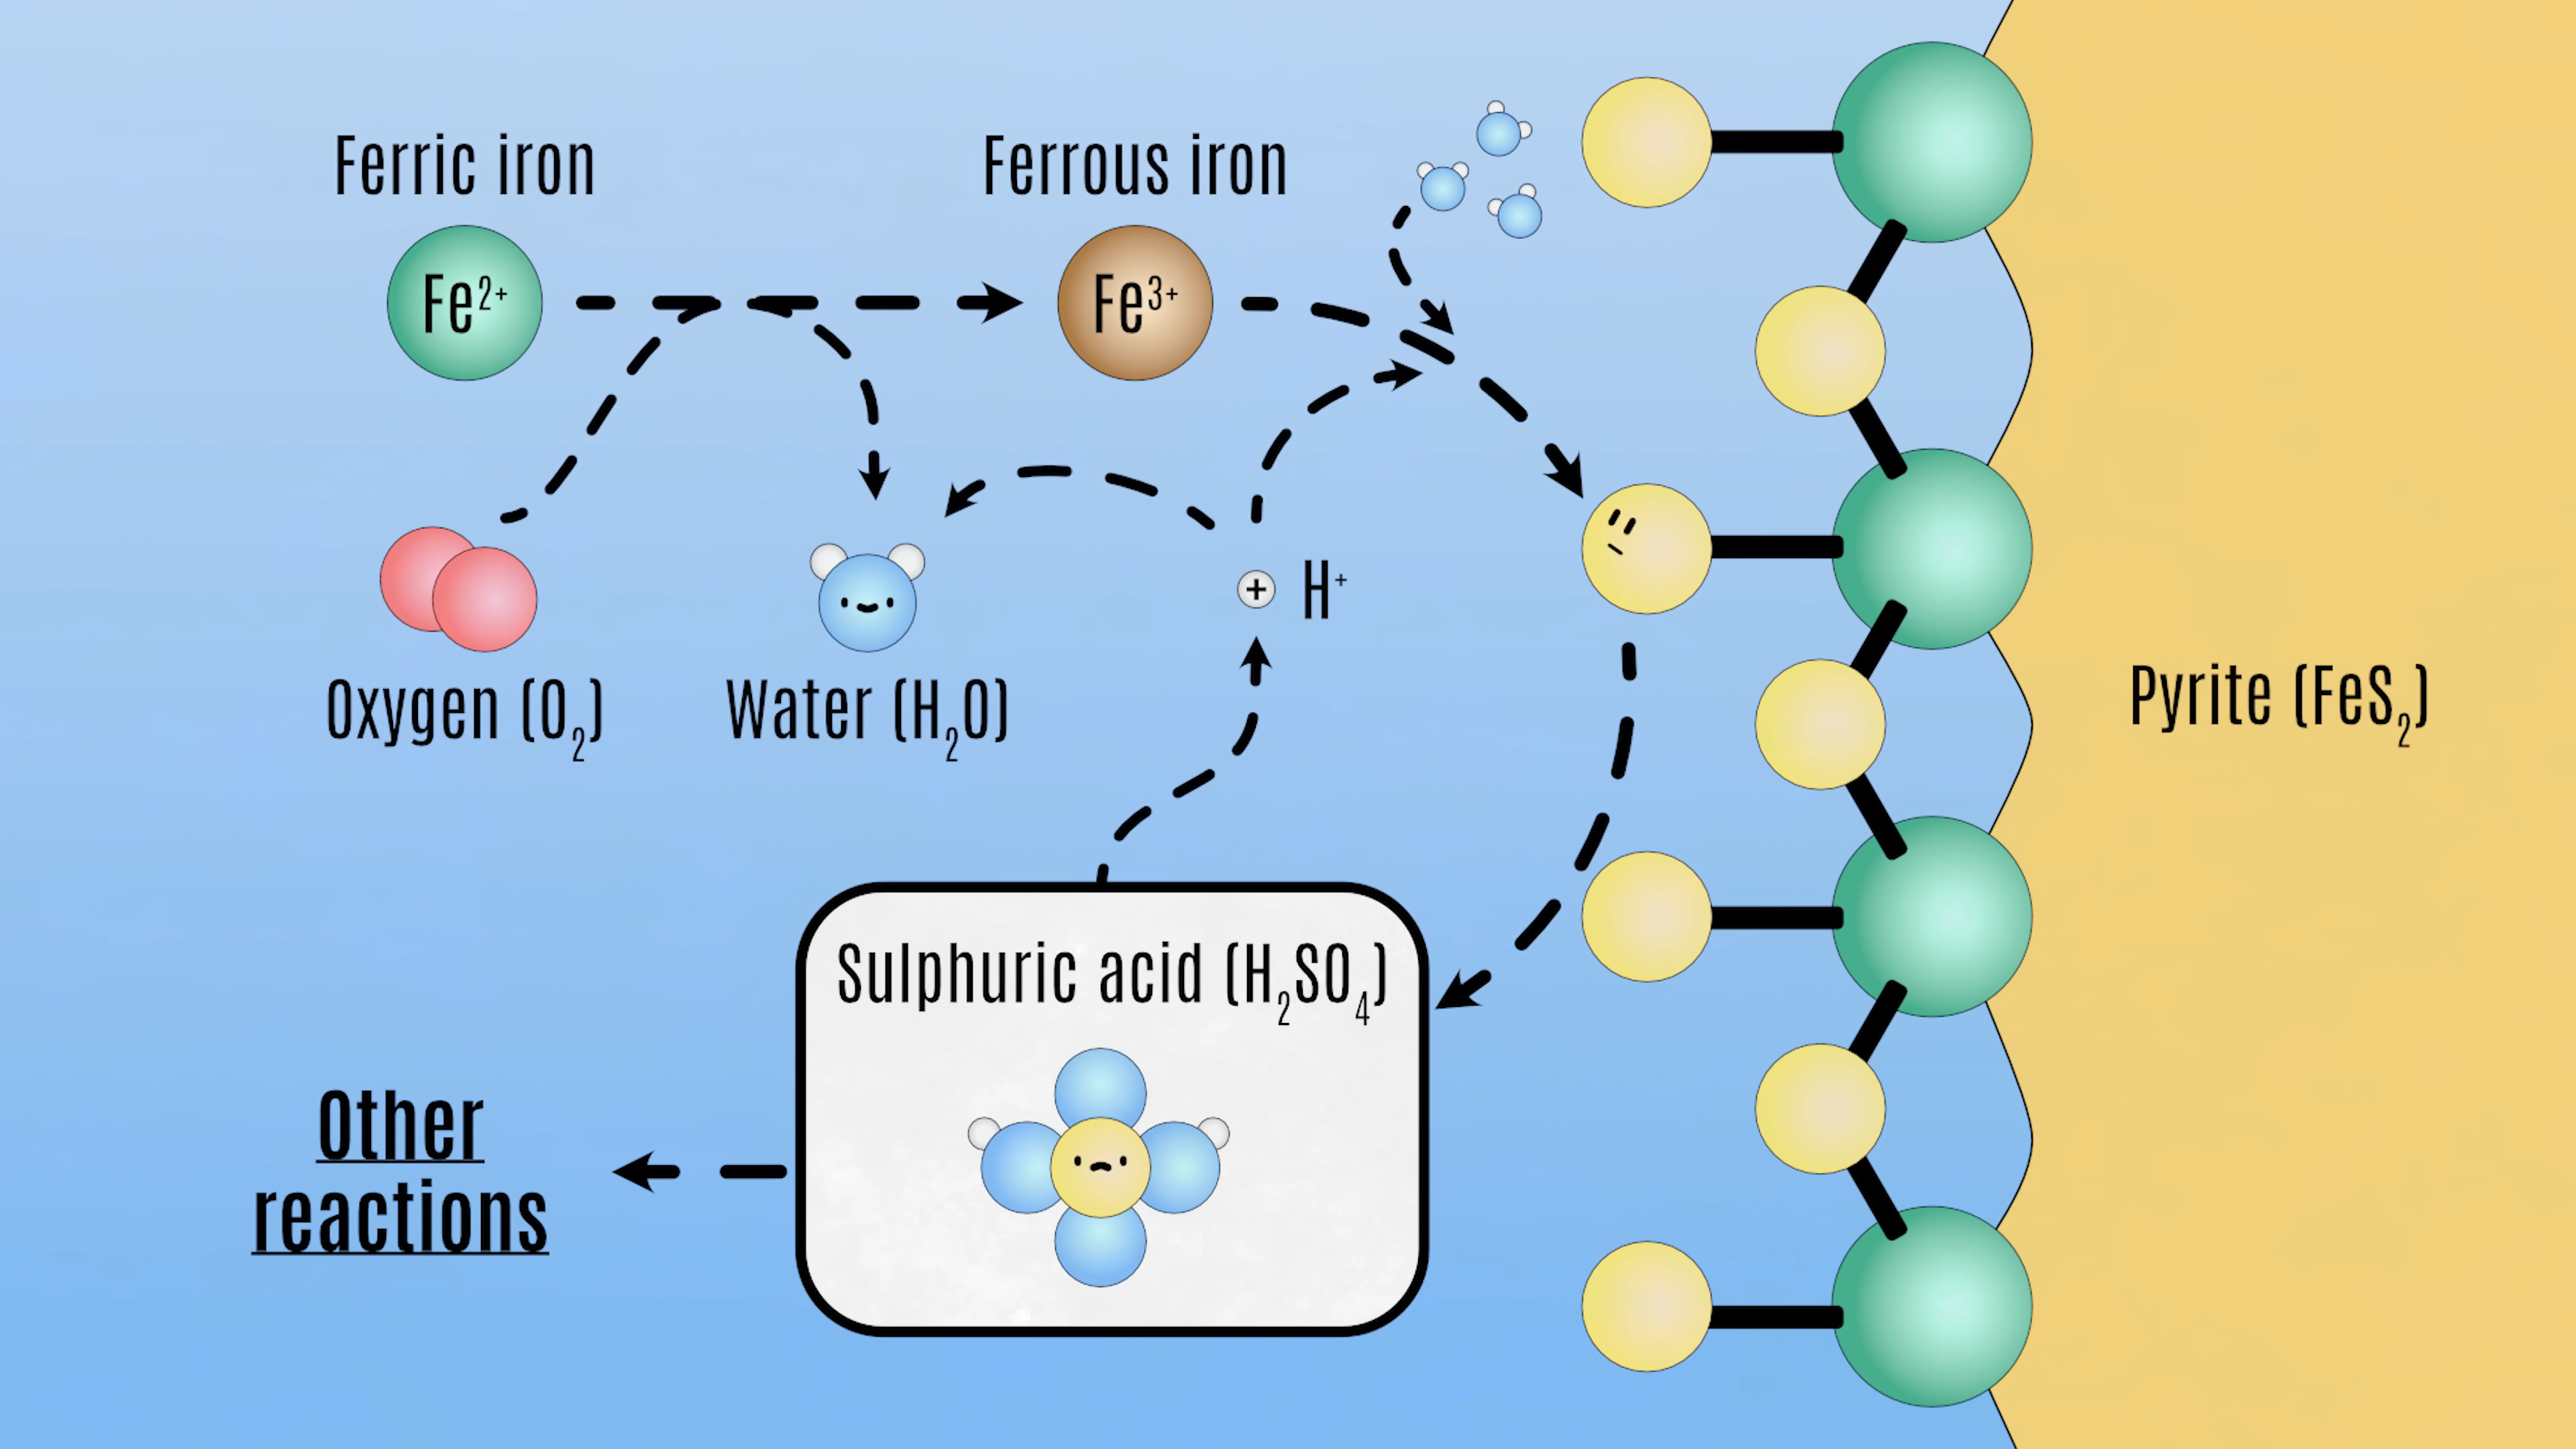 Ferric iron
Ferrous iron
Fe²⁺
Fe³⁺
+ H⁺
Oxygen (O₂)
Water (H₂O)
Pyrite (FeS₂)
Sulphuric acid (H₂SO₄)
Other
reactions